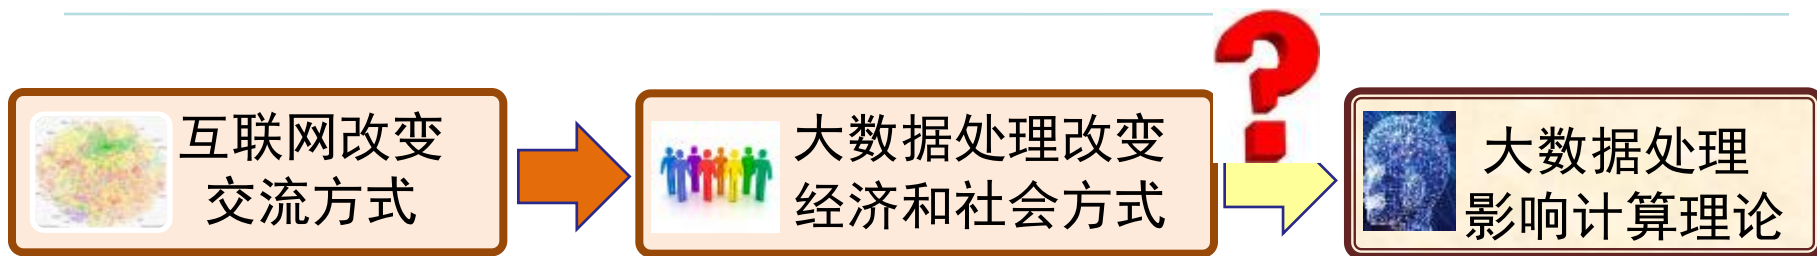 互联网改变
交流方式
大数据处理改变
经济和社会方式
大数据处理
影响计算理论